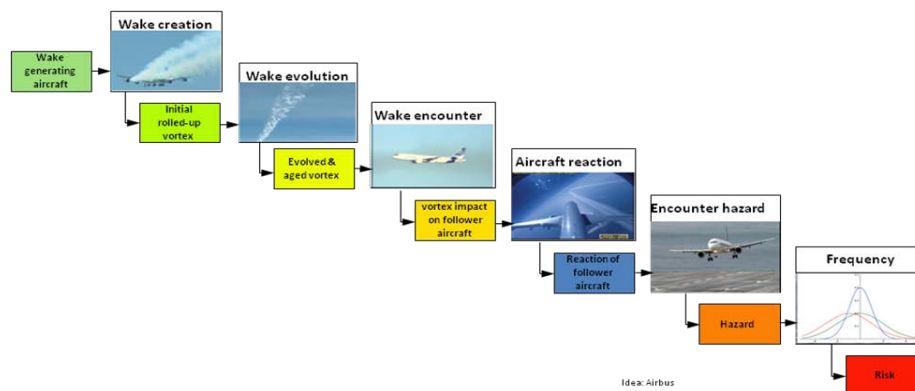 Wake creation
Wake
generating
aircraft
Wake evolution
Initial
rolled-up
vortex
Wake encounter
Evolved &
aged vortex
Aircraft reaction
vortex impact
on follower
aircraft
Encounter hazard
Reaction of
follower
aircraft
Frequency
Hazard
Risk
Idea: Airbus